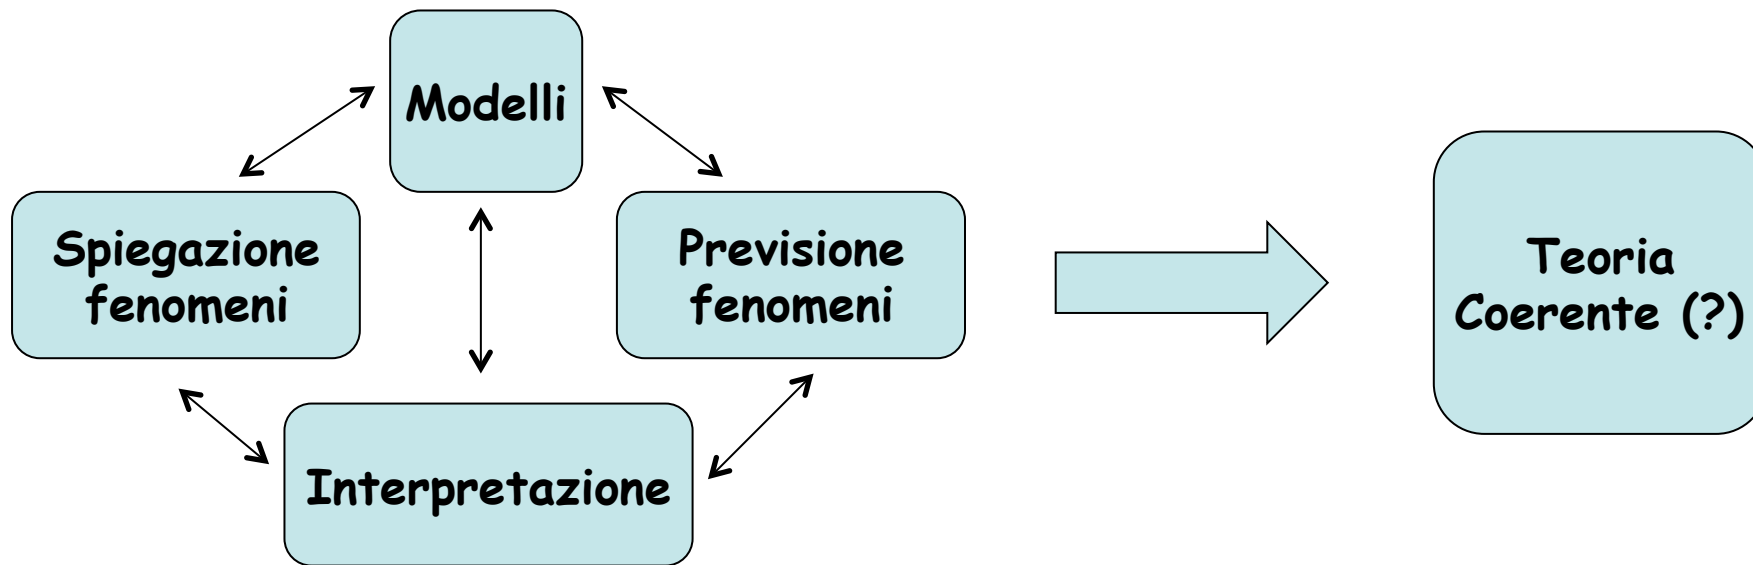 Modelli
Spiegazione
fenomeni
Previsione
fenomeni
Interpretazione
Teoria
Coerente (?)